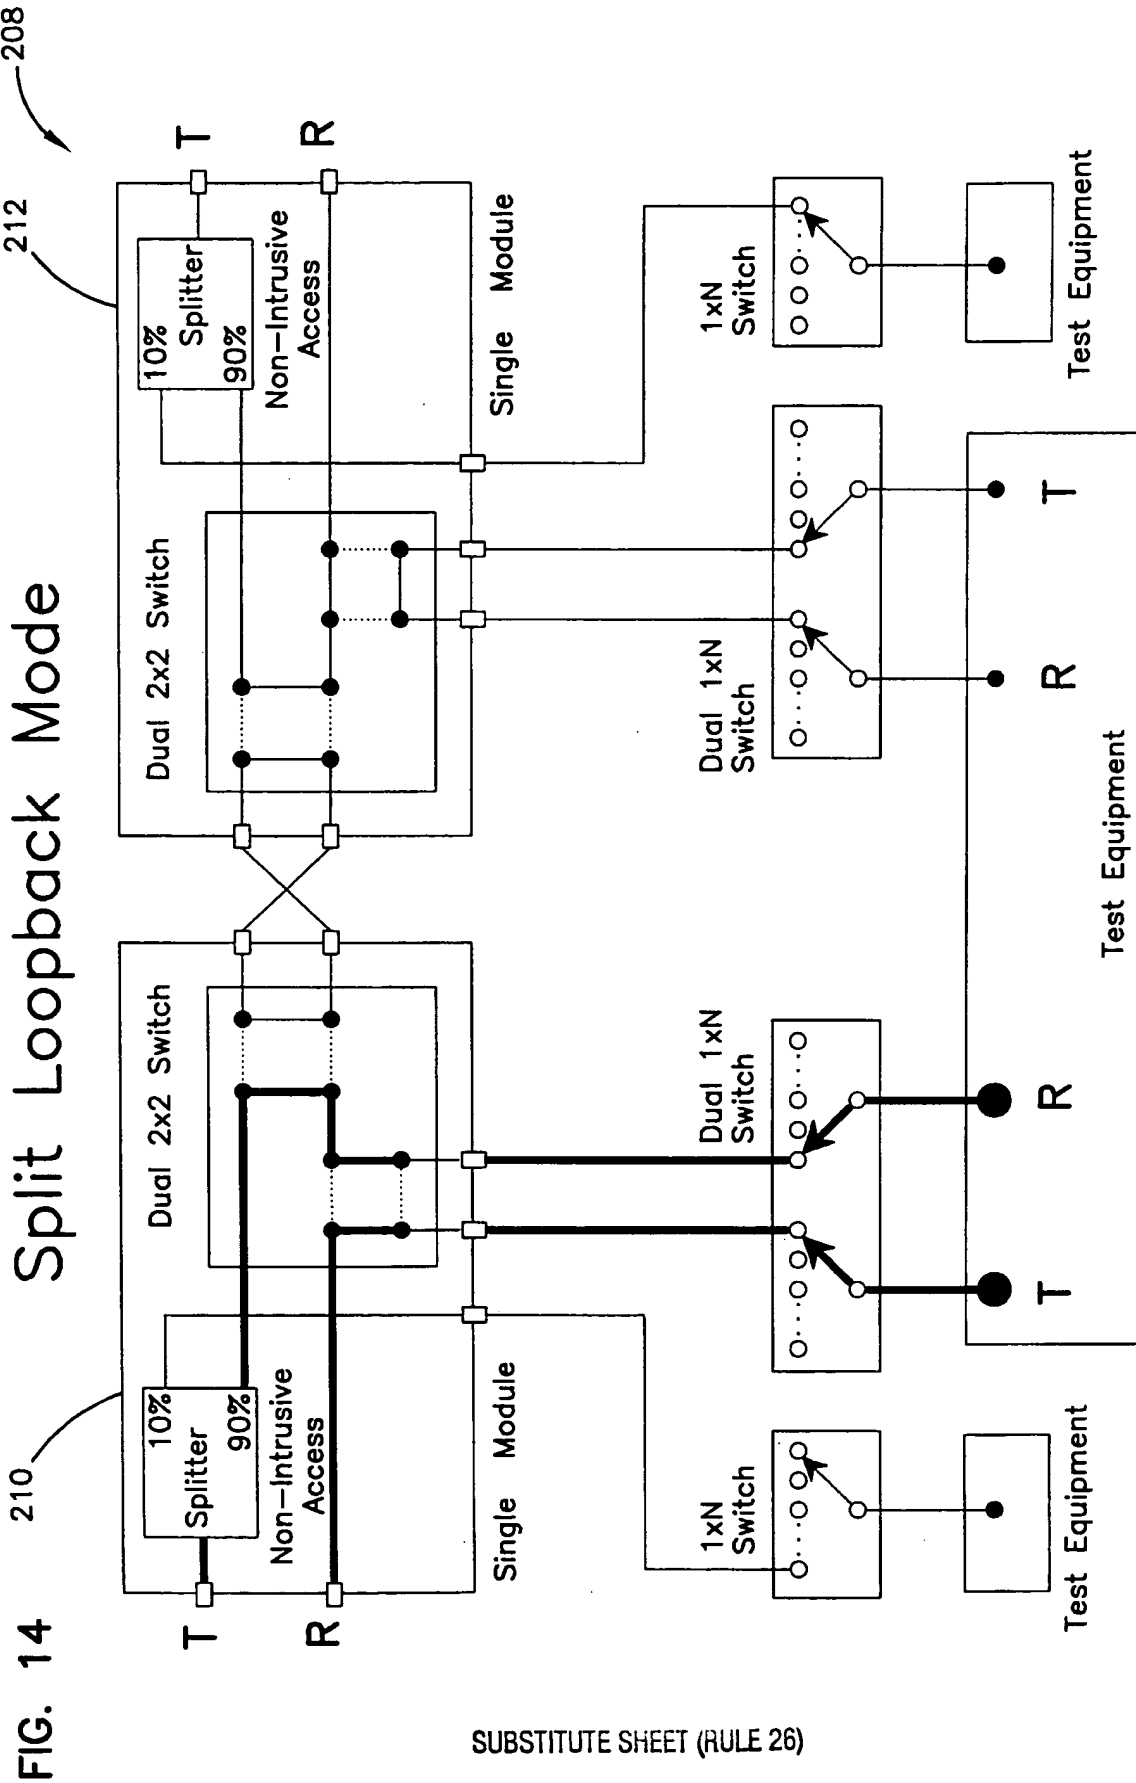 FIG. 14
Split Loopback Mode
208
210
212
T
R
10%
Splitter
90%
Non-Intrusive
Access
Dual 2x2 Switch
Single Module
Dual 2x2 Switch
10%
Splitter
90%
Non-Intrusive
Access
Single Module
T
R
1xN
Switch
Dual 1xN
Switch
Dual 1xN
Switch
1xN
Switch
Test Equipment
T
R
Test Equipment
R
T
Test Equipment
SUBSTITUTE SHEET (RULE 26)